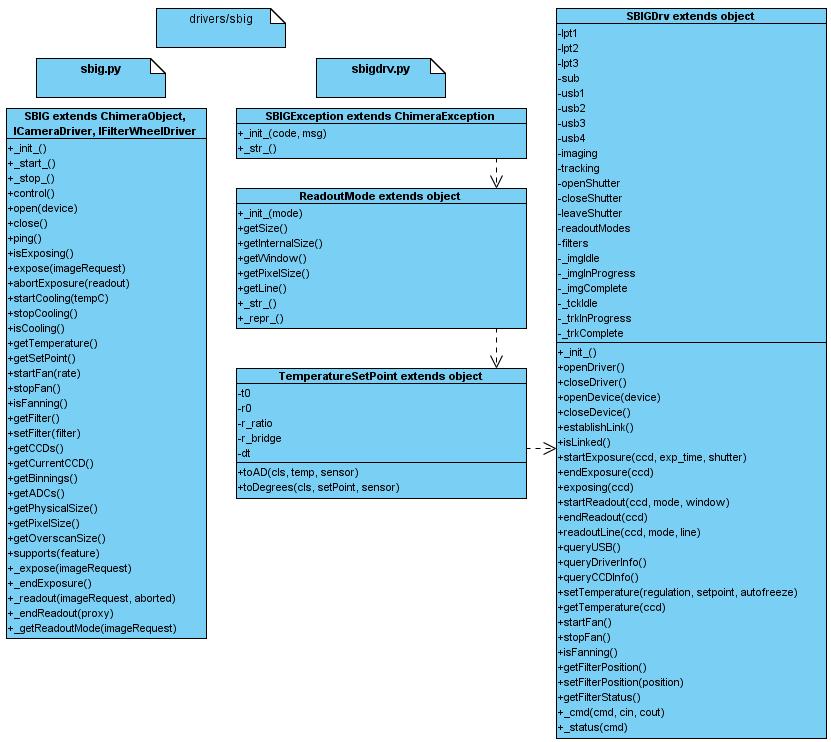 drivers/sbig
sbig.py
SBIG extends ChimeraObject,
ICameraDriver, IFilterWheelDriver
+_init_()
+_start_()
+_stop_()
+control()
+open(device)
+close()
+ping()
+isExposing()
+expose(imageRequest)
+abortExposure(readout)
+startCooling(tempC)
+stopCooling()
+isCooling()
+getTemperature()
+getSetPoint()
+startFan(rate)
+stopFan()
+isFanning()
+getFilter()
+setFilter(filter)
+getCCDs()
+getCurrentCCD()
+getBinnings()
+getADCs()
+getPhysicalSize()
+getPixelSize()
+getOverscanSize()
+supports(feature)
+_expose(imageRequest)
+_endExposure()
+_readout(imageRequest, aborted)
+_endReadout(proxy)
+_getReadoutMode(imageRequest)
sbigdrv.py
SBIGException extends ChimeraException
+_init_(code, msg)
+_str_()
ReadoutMode extends object
+_init_(mode)
+getSize()
+getInternalSize()
+getWindow()
+getPixelSize()
+getLine()
+_str_()
+_repr_()
TemperatureSetPoint extends object
-t0
-r0
-r_ratio
-r_bridge
-dt
+toAD(cls, temp, sensor)
+toDegrees(cls, setPoint, sensor)
SBIGDrv extends object
-lpt1
-lpt2
-lpt3
-sub
-usb1
-usb2
-usb3
-usb4
-imaging
-tracking
-openShutter
-closeShutter
-leaveShutter
-readoutModes
-filters
-_imgIdle
-_imgInProgress
-_imgComplete
-_tckIdle
-_trkInProgress
-_trkComplete
+_init_()
+openDriver()
+closeDriver()
+openDevice(device)
+closeDevice()
+establishLink()
+isLinked()
+startExposure(ccd, exp_time, shutter)
+endExposure(ccd)
+exposing(ccd)
+startReadout(ccd, mode, window)
+endReadout(ccd)
+readoutLine(ccd, mode, line)
+queryUSB()
+queryDriverInfo()
+queryCCDInfo()
+setTemperature(regulation, setpoint, autofreeze)
+getTemperature(ccd)
+startFan()
+stopFan()
+isFanning()
+getFilterPosition()
+setFilterPosition(position)
+getFilterStatus()
+_cmd(cmd, cin, cout)
+_status(cmd)